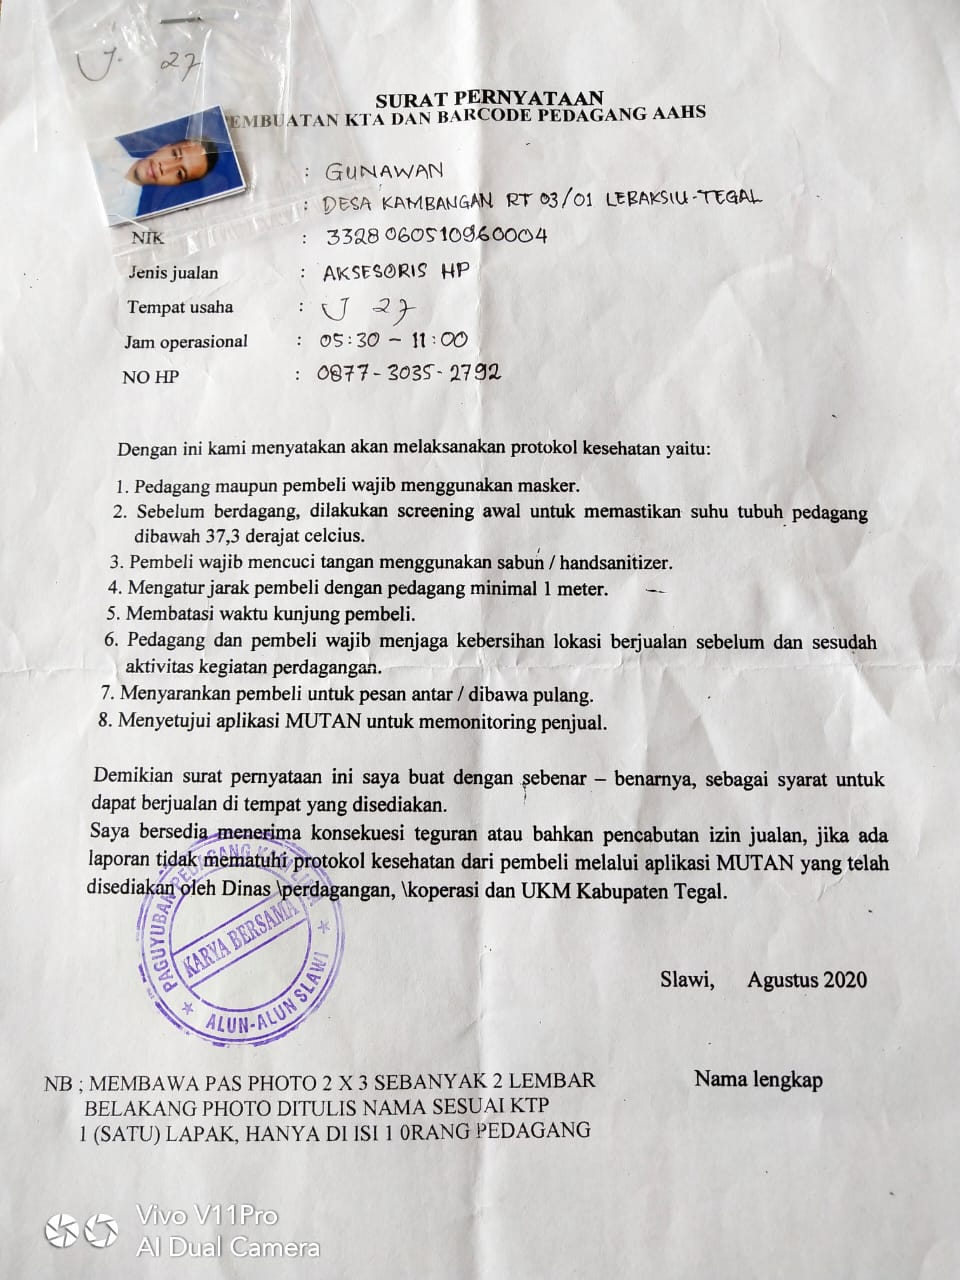 J. 27
SURAT PERNYATAAN
EMBUATAN KTA DAN BARCODE PEDAGANG AAHS
: GUNAWAN
: DESA KAMBANGAN RT 03/01 LEBAKSIU-TEGAL
NIK : 3328060510960004
Jenis jualan : AKSESORIS HP
Tempat usaha : J 27
Jam operasional : 05:30 - 11:00
NO HP : 0877-3035-2792
Dengan ini kami menyatakan akan melaksanakan protokol kesehatan yaitu:
1. Pedagang maupun pembeli wajib menggunakan masker.
2. Sebelum berdagang, dilakukan screening awal untuk memastikan suhu tubuh pedagang
dibawah 37,3 derajat celcius.
3. Pembeli wajib mencuci tangan menggunakan sabun / handsanitizer.
4. Mengatur jarak pembeli dengan pedagang minimal 1 meter.
5. Membatasi waktu kunjung pembeli.
6. Pedagang dan pembeli wajib menjaga kebersihan lokasi berjualan sebelum dan sesudah
aktivitas kegiatan perdagangan.
7. Menyarankan pembeli untuk pesan antar / dibawa pulang.
8. Menyetujui aplikasi MUTAN untuk memonitoring penjual.
Demikian surat pernyataan ini saya buat dengan sebenar – benarnya, sebagai syarat untuk
dapat berjualan di tempat yang disediakan.
Saya bersedia menerima konsekuesi teguran atau bahkan pencabutan izin jualan, jika ada
laporan tidak mematuhi protokol kesehatan dari pembeli melalui aplikasi MUTAN yang telah
disediakan oleh Dinas \perdagangan, \koperasi dan UKM Kabupaten Tegal.
PAGUYUBAN PEDAGANG KAKI LIMA
KARYA BERSAMA
ALUN-ALUN SLAWI
Slawi, Agustus 2020
Nama lengkap
NB ; MEMBAWA PAS PHOTO 2 X 3 SEBANYAK 2 LEMBAR
BELAKANG PHOTO DITULIS NAMA SESUAI KTP
1 (SATU) LAPAK, HANYA DI ISI 1 0RANG PEDAGANG
Vivo V11Pro
AI Dual Camera